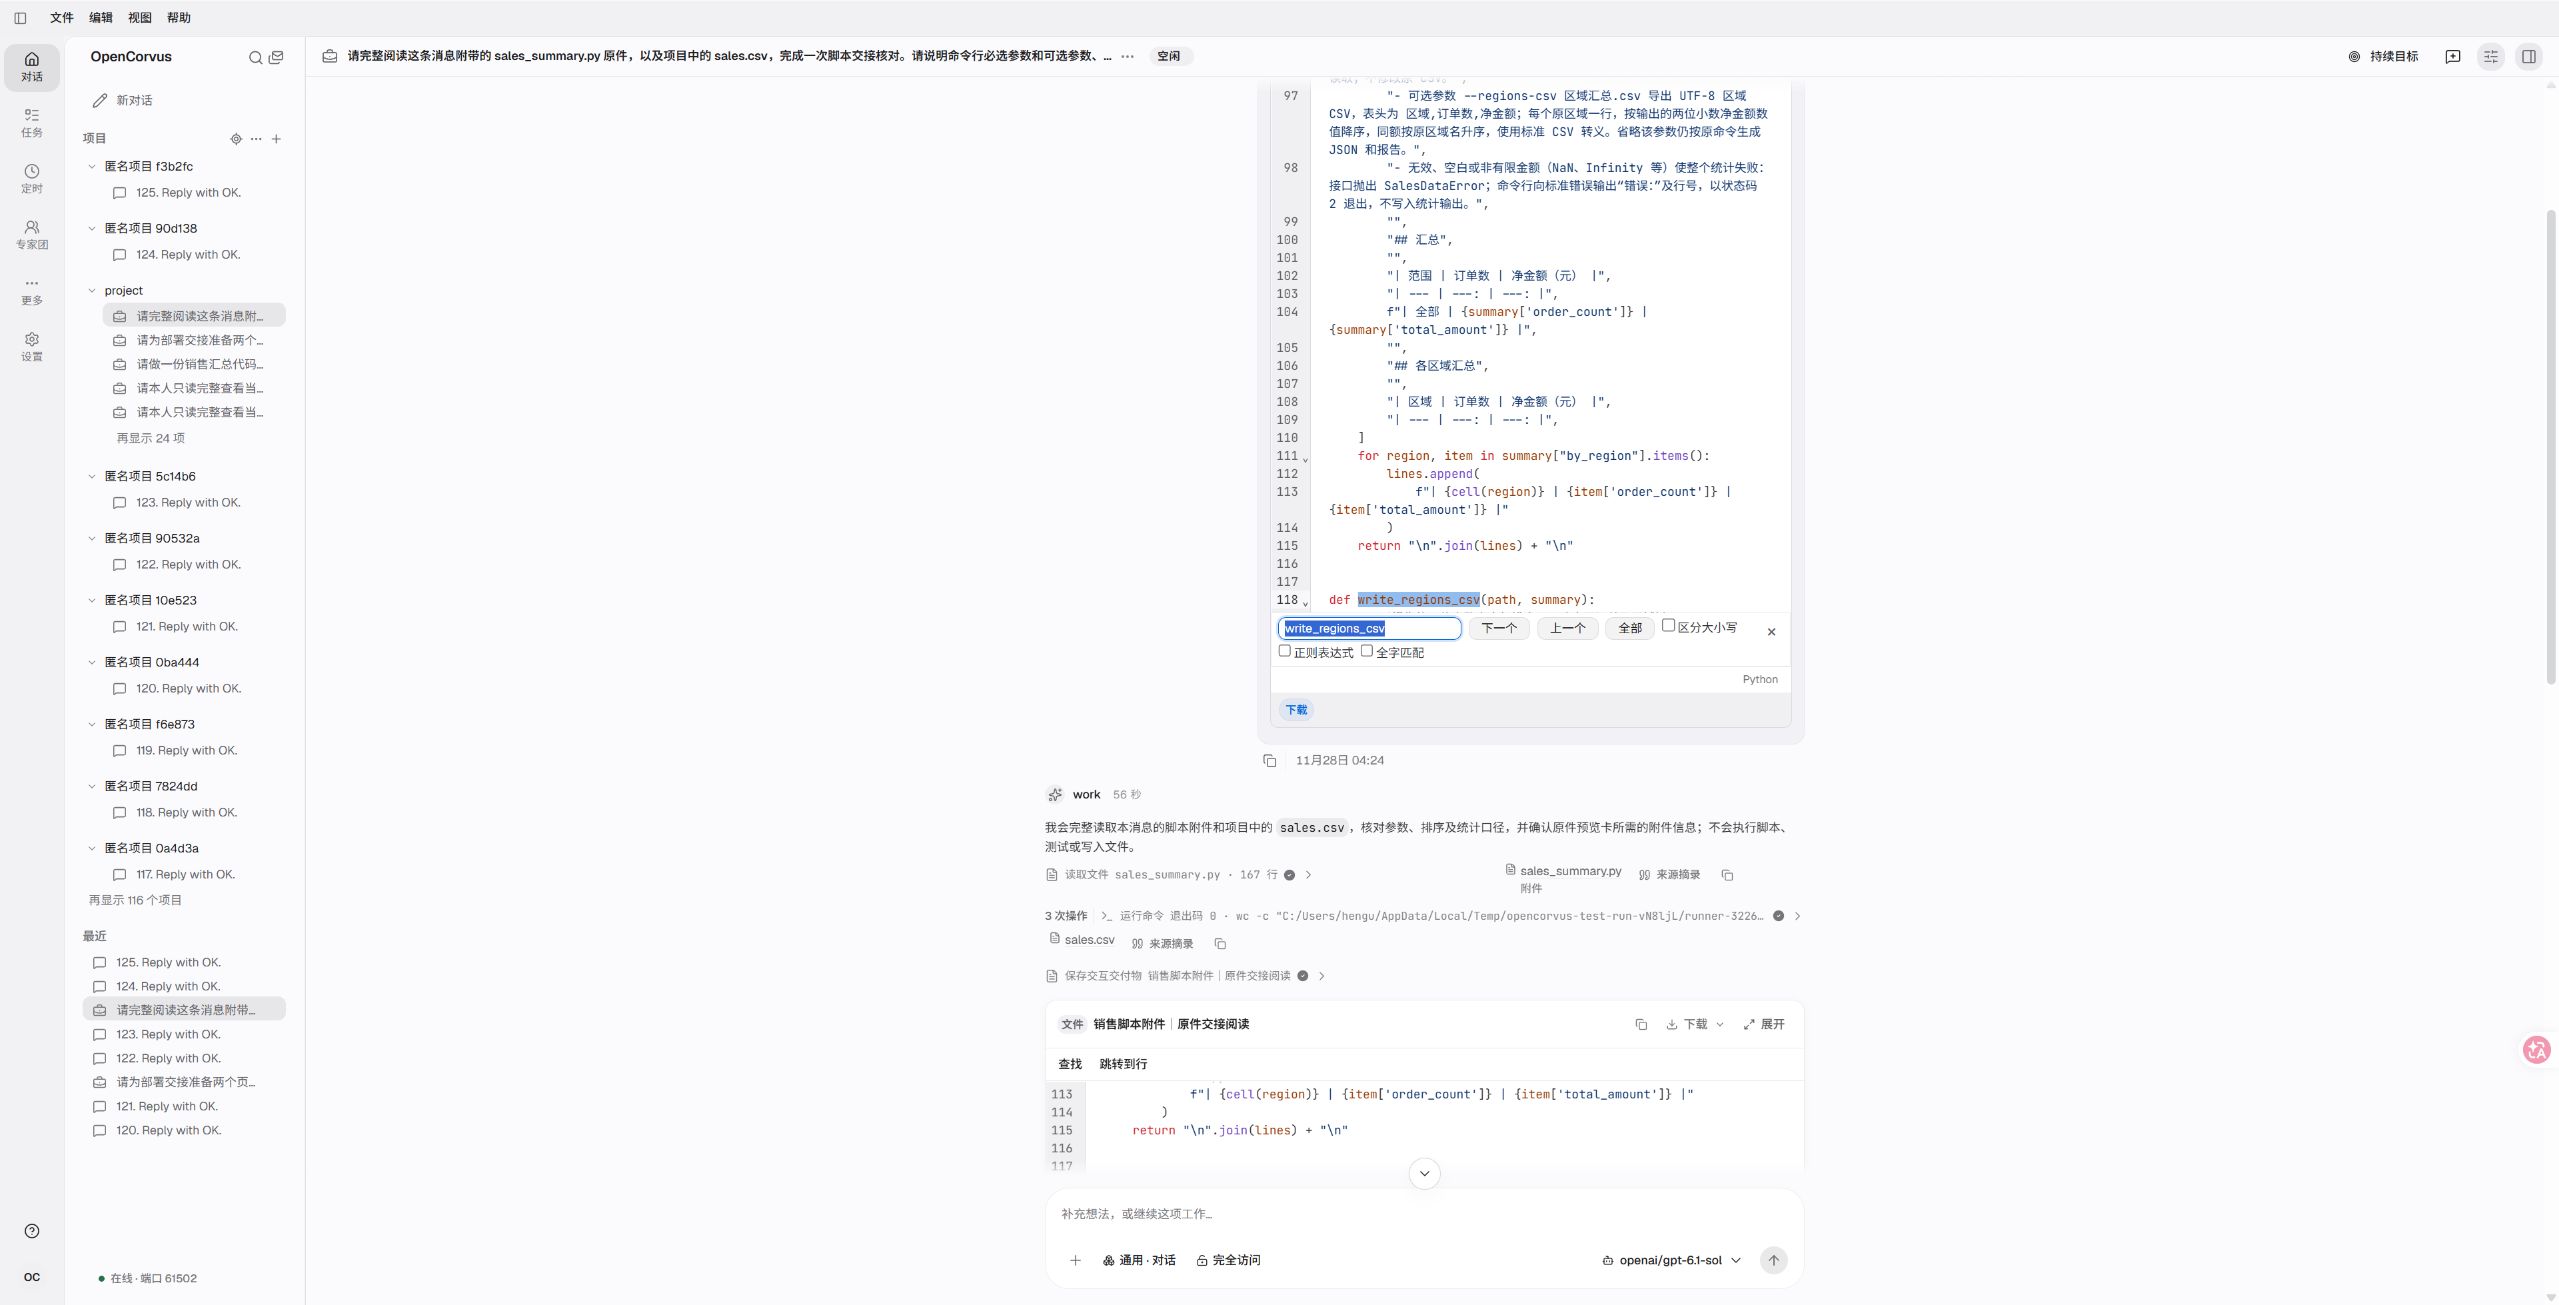 文件 编辑 视图 帮助
对话
任务
定时
专家团
更多
设置
OC
OpenCorvus
新对话
项目
匿名项目 f3b2fc
125. Reply with OK.
匿名项目 90d138
124. Reply with OK.
project
请完整阅读这条消息附...
请为部署交接准备两个...
请做一份销售汇总代码...
请本人只读完整查看当...
请本人只读完整查看当...
再显示 24 项
匿名项目 5c14b6
123. Reply with OK.
匿名项目 90532a
122. Reply with OK.
匿名项目 10e523
121. Reply with OK.
匿名项目 0ba444
120. Reply with OK.
匿名项目 f6e873
119. Reply with OK.
匿名项目 7824dd
118. Reply with OK.
匿名项目 0a4d3a
117. Reply with OK.
再显示 116 个项目
最近
125. Reply with OK.
124. Reply with OK.
请完整阅读这条消息附带...
123. Reply with OK.
122. Reply with OK.
请为部署交接准备两个页...
121. Reply with OK.
120. Reply with OK.
在线 · 端口 61502
请完整阅读这条消息附带的 sales_summary.py 原件，以及项目中的 sales.csv，完成一次脚本交接核对。请说明命令行必选参数和可选参数、... ··· 空闲
持续目标
97 "- 可选参数 --regions-csv 区域汇总.csv 导出 UTF-8 区域
CSV，表头为 区域,订单数,净金额；每个原区域一行，按输出的两位小数净金额数
值降序，同额按原区域名升序，使用标准 CSV 转义。省略该参数仍按原命令生成
JSON 和报告。",
98 "- 无效、空白或非有限金额（NaN、Infinity 等）使整个统计失败：
接口抛出 SalesDataError；命令行向标准错误输出“错误:”及行号，以状态码
2 退出，不写入统计输出。",
99 "",
100 "## 汇总",
101 "",
102 "| 范围 | 订单数 | 净金额（元） |",
103 "| --- | ---: | ---: |",
104 f"| 全部 | {summary['order_count']} |
{summary['total_amount']} |",
105 "",
106 "## 各区域汇总",
107 "",
108 "| 区域 | 订单数 | 净金额（元） |",
109 "| --- | ---: | ---: |",
110 ]
111 for region, item in summary["by_region"].items():
112 lines.append(
113 f"| {cell(region)} | {item['order_count']} |
{item['total_amount']} |"
114 )
115 return "\n".join(lines) + "\n"
116
117
118 def write_regions_csv(path, summary):
write_regions_csv 下一个 上一个 全部 区分大小写 ×
正则表达式 全字匹配
Python
下载
11月28日 04:24
work 56 秒
我会完整读取本消息的脚本附件和项目中的 sales.csv，核对参数、排序及统计口径，并确认原件预览卡所需的附件信息；不会执行脚本、
测试或写入文件。
读取文件 sales_summary.py · 167 行
sales_summary.py
附件
来源摘录
3 次操作 运行命令 退出码 0 · wc -c "C:/Users/hengu/AppData/Local/Temp/opencorvus-test-run-vN8ljL/runner-3226...
sales.csv 来源摘录
保存交互交付物 销售脚本附件｜原件交接阅读
文件 销售脚本附件｜原件交接阅读 下载 展开
查找 跳转到行
113 f"| {cell(region)} | {item['order_count']} | {item['total_amount']} |"
114 )
115 return "\n".join(lines) + "\n"
116
117
补充想法，或继续这项工作...
通用 · 对话 完全访问 openai/gpt-6.1-sol